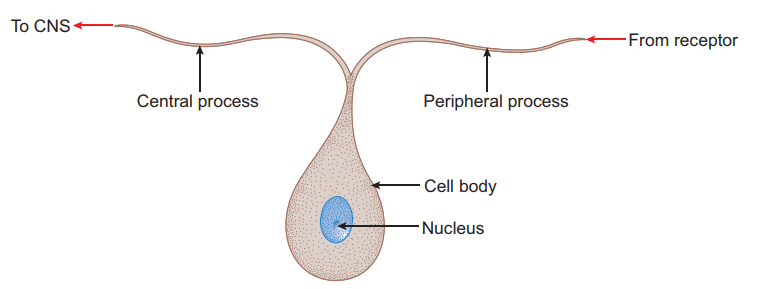 To CNS
From receptor
Central process
Peripheral process
Cell body
Nucleus